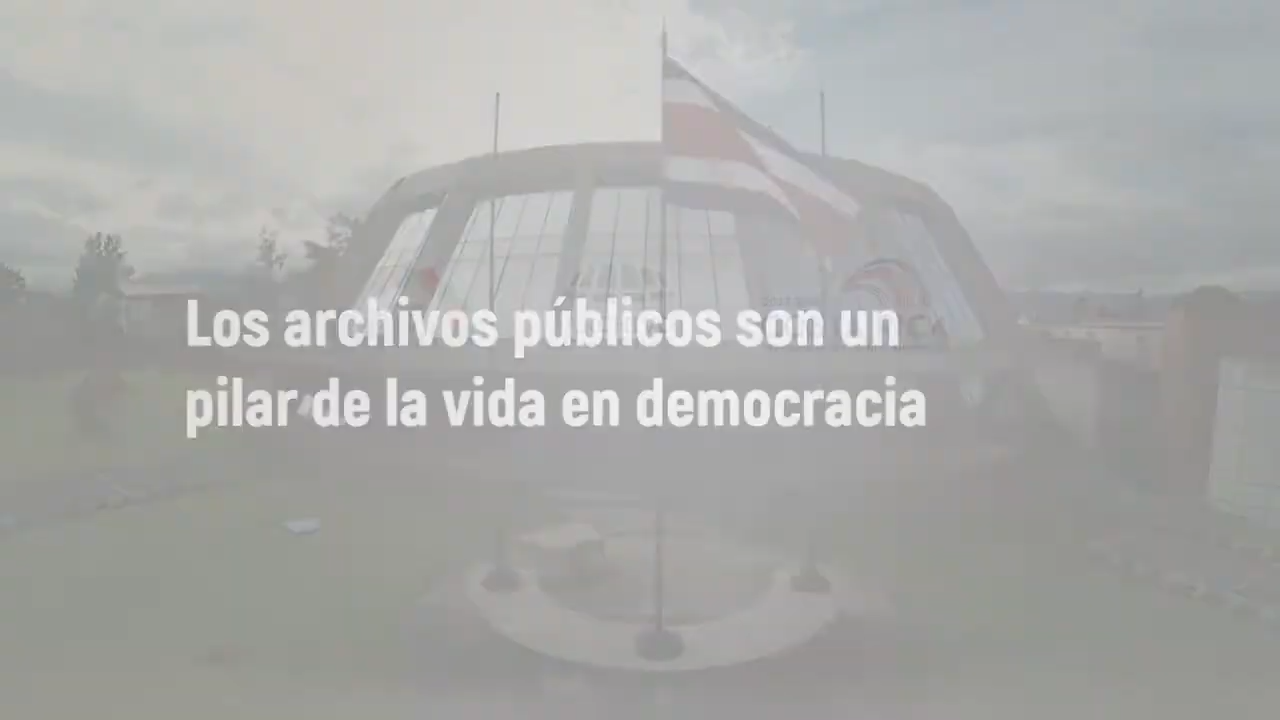 Los archivos públicos son un
pilar de la vida en democracia